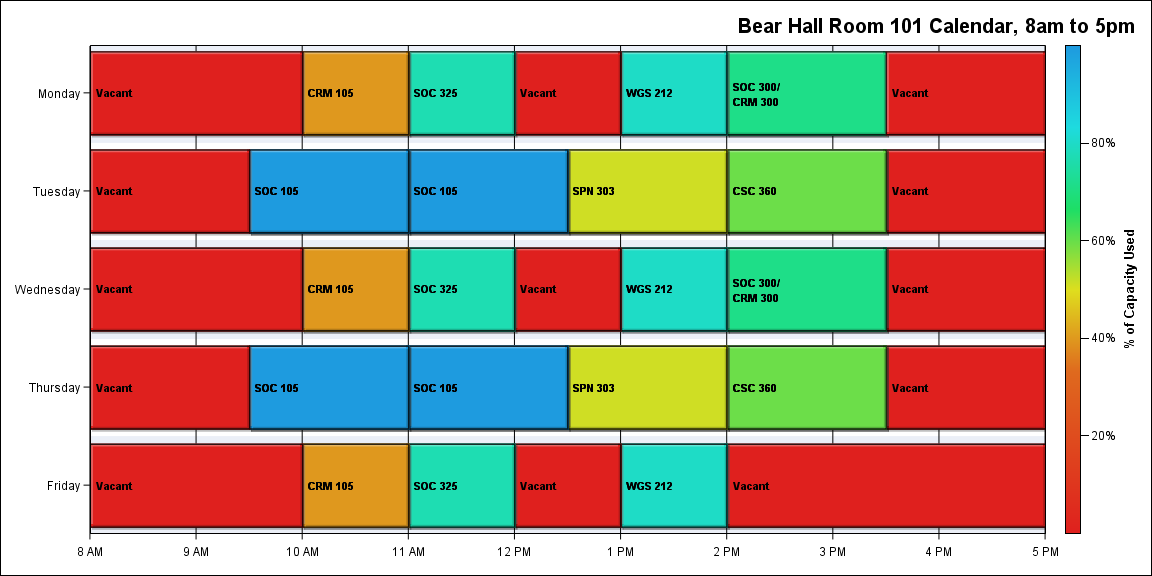 Bear Hall Room 101 Calendar, 8am to 5pm
Monday
Vacant
CRM 105
SOC 325
Vacant
WGS 212
SOC 300/
CRM 300
Vacant
Tuesday
Vacant
SOC 105
SOC 105
SPN 303
CSC 360
Vacant
Wednesday
Vacant
CRM 105
SOC 325
Vacant
WGS 212
SOC 300/
CRM 300
Vacant
Thursday
Vacant
SOC 105
SOC 105
SPN 303
CSC 360
Vacant
Friday
Vacant
CRM 105
SOC 325
Vacant
WGS 212
Vacant
8 AM
9 AM
10 AM
11 AM
12 PM
1 PM
2 PM
3 PM
4 PM
5 PM
80%
60%
40%
20%
% of Capacity Used